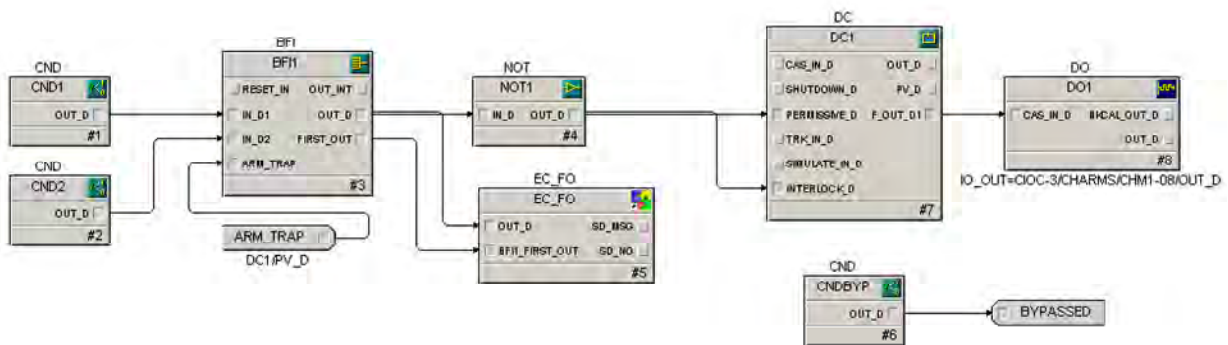 CND
CND1
OUT_D
#1
CND
CND2
OUT_D
#2
BFI
BFI1
RESET_IN OUT_INT
IN_D1 OUT_D
IN_D2 FIRST_OUT
ARM_TRAP
#3
ARM_TRAP
DC1/PV_D
NOT
NOT1
IN_D OUT_D
#4
EC_FO
EC_FO
OUT_D SD_MSG
BFI1_FIRST_OUT SD_NO
#5
DC
DC1
CAS_IN_D OUT_D
SHUTDOWN_D PV_D
PERMISSIVE_D F_OUT_D1
TRK_IN_D
SIMULATE_IN_D
INTERLOCK_D
#7
DO
DO1
CAS_IN_D BKCAL_OUT_D
OUT_D
#8
IO_OUT=CIOC-3/CHARMS/CHM1-08/OUT_D
CND
CNDBYP
OUT_D
#6
BYPASSED